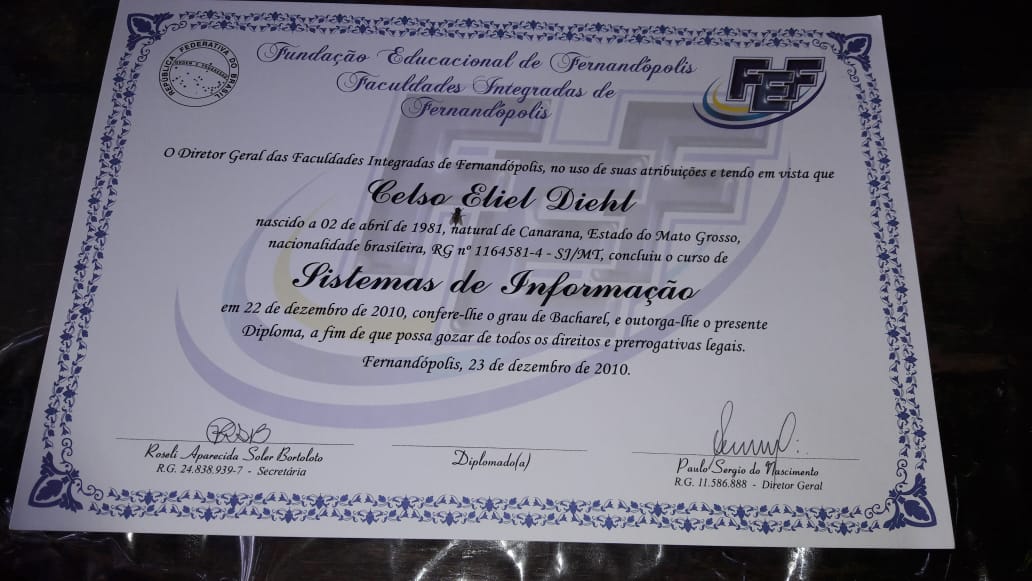 REPÚBLICA FEDERATIVA DO BRASIL
ORDEM E PROGRESSO
Fundação Educacional de Fernandópolis
Faculdades Integradas de
Fernandópolis
FEF
O Diretor Geral das Faculdades Integradas de Fernandópolis, no uso de suas atribuições e tendo em vista que
Celso Eliel Diehl
nascido a 02 de abril de 1981, natural de Canarana, Estado do Mato Grosso,
nacionalidade brasileira, RG nº 1164581-4 - SJ/MT, concluiu o curso de
Sistemas de Informação
em 22 de dezembro de 2010, confere-lhe o grau de Bacharel, e outorga-lhe o presente
Diploma, a fim de que possa gozar de todos os direitos e prerrogativas legais.
Fernandópolis, 23 de dezembro de 2010.
Roseli Aparecida Soler Bortoloto
R.G. 24.838.939-7 - Secretária
Diplomado(a)
Paulo Sergio do Nascimento
R.G. 11.586.888 - Diretor Geral